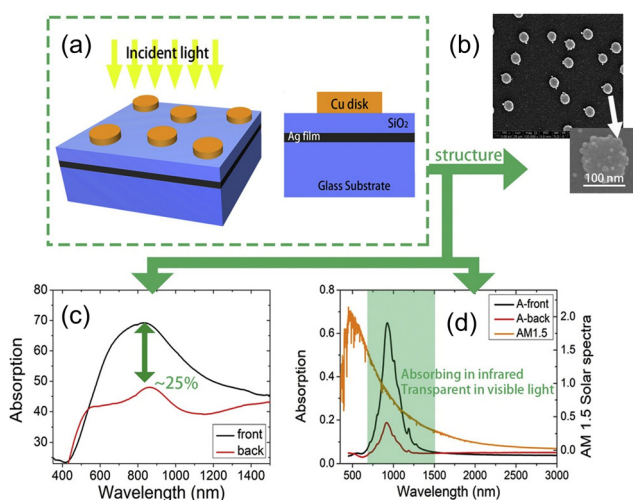 (a)
Incident light
Cu disk
SiO₂
Ag film
Glass Substrate
(b)
100 nm
structure
(c)
Absorption
70
60
50
40
30
~25%
front
back
400 600 800 1000 1200 1400
Wavelength (nm)
(d)
Absorption
0.8
0.6
0.4
0.2
0.0
A-front
A-back
AM1.5
Absorbing in infrared
Transparent in visible light
2.0
1.5
1.0
0.5
0.0
AM 1.5 Solar spectra
500 1000 1500 2000 2500 3000
Wavelength (nm)